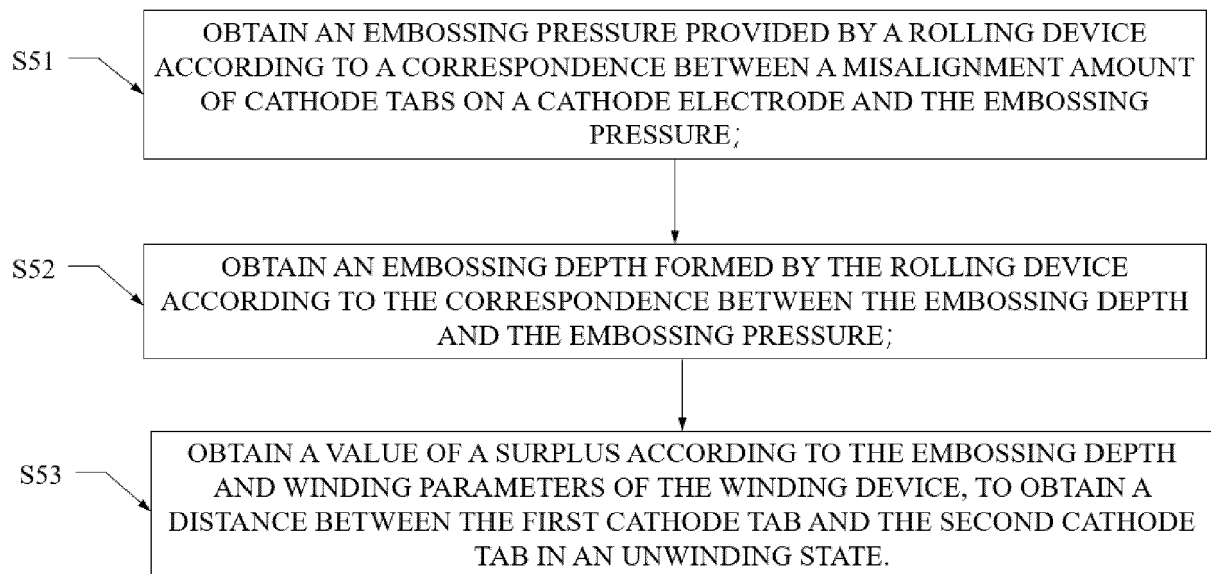 S51
OBTAIN AN EMBOSSING PRESSURE PROVIDED BY A ROLLING DEVICE
ACCORDING TO A CORRESPONDENCE BETWEEN A MISALIGNMENT AMOUNT
OF CATHODE TABS ON A CATHODE ELECTRODE AND THE EMBOSSING
PRESSURE;
S52
OBTAIN AN EMBOSSING DEPTH FORMED BY THE ROLLING DEVICE
ACCORDING TO THE CORRESPONDENCE BETWEEN THE EMBOSSING DEPTH
AND THE EMBOSSING PRESSURE;
S53
OBTAIN A VALUE OF A SURPLUS ACCORDING TO THE EMBOSSING DEPTH
AND WINDING PARAMETERS OF THE WINDING DEVICE, TO OBTAIN A
DISTANCE BETWEEN THE FIRST CATHODE TAB AND THE SECOND CATHODE
TAB IN AN UNWINDING STATE.